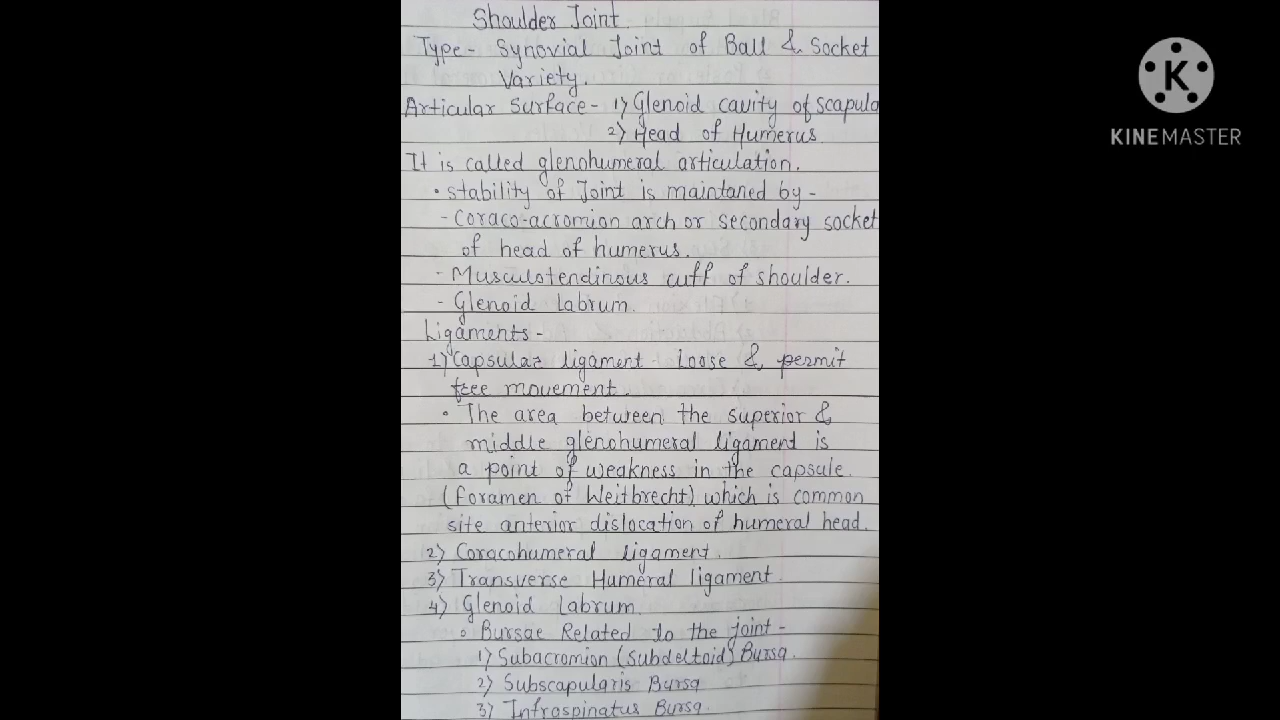 Shoulder Joint
Type - Synovial Joint of Ball & Socket
Variety.
Articular Surface - 1) Glenoid cavity of scapula
2) Head of Humerus
It is called glenohumeral articulation.
• Stability of Joint is maintaned by -
- Coraco-acromion arch or secondary socket
of head of humerus.
- Musculotendinous cuff of shoulder.
- Glenoid Labrum.
Ligaments -
1) Capsular ligament - Loose & permit
free movement.
• The area between the superior &
middle glenohumeral ligament is
a point of weakness in the capsule
(foramen of Weitbrecht) which is common
site anterior dislocation of humeral head.
2) Coracohumeral ligament.
3) Transverse Humeral ligament.
4) Glenoid Labrum.
• Bursae Related to the joint -
1) Subacromion (Subdeltoid) Bursa.
2) Subscapularis Bursa
3) Infrospinatus Bursa.
KINEMASTER